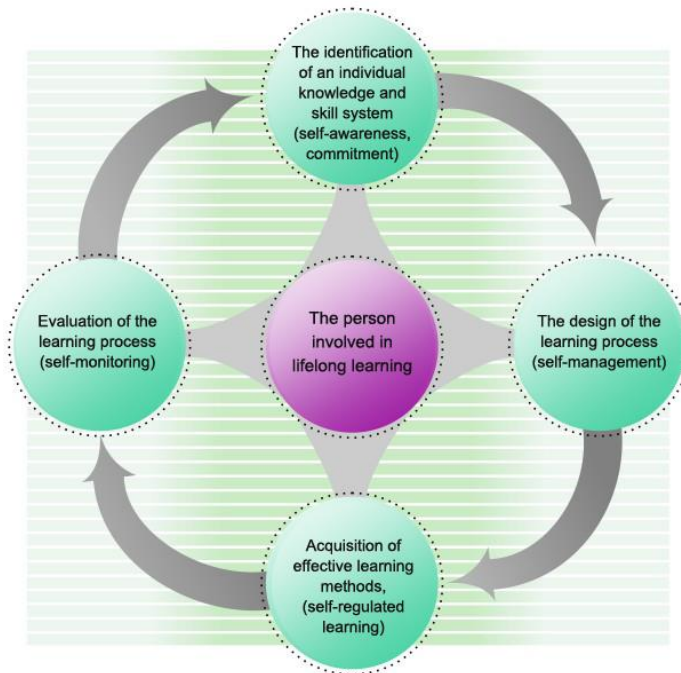 The identification
of an individual
knowledge and
skill system
(self-awareness,
commitment)
Evaluation of the
learning process
(self-monitoring)
The person
involved in
lifelong learning
The design of the
learning process
(self-management)
Acquisition of
effective learning
methods,
(self-regulated
learning)